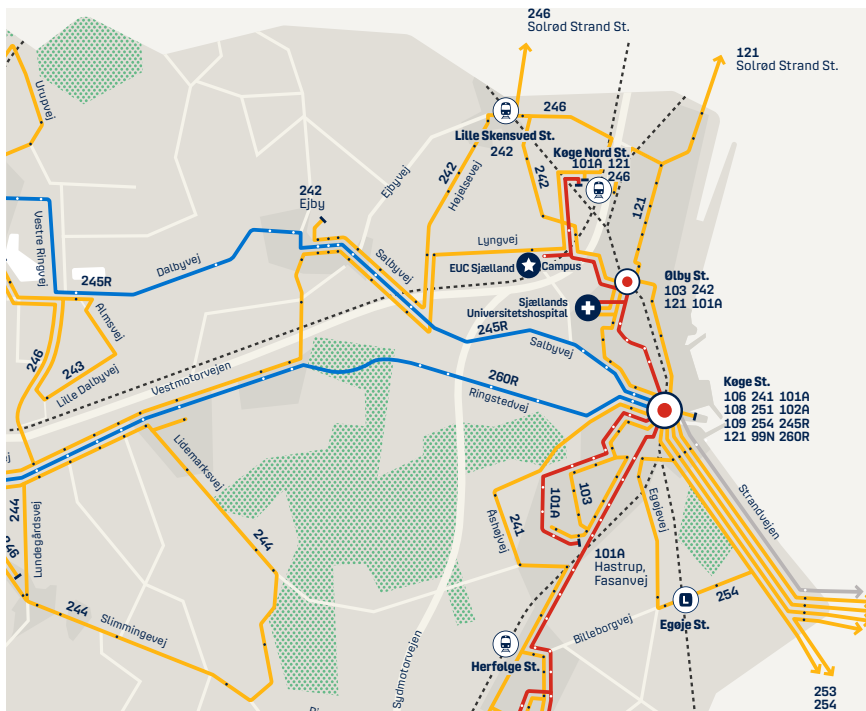 246
Solrød Strand St.
121
Solrød Strand St.
Urupvej
246
Lille Skensved St.
242
Køge Nord St.
101A 121
246
242
Højelsevej
242
Ejbyvej
242
Ejby
121
Vestre Ringvej
Lyngvej
Dalbyvej
Salbyvej
EUC Sjælland
Campus
Ølby St.
103 242
121 101A
245R
Sjællands
Universitetshospital
Almsvej
245R
Salbyvej
246
243
Lille Dalbyvej
Vestmotorvejen
260R
Ringstedvej
Køge St.
106 241 101A
108 251 102A
109 254 245R
121 99N 260R
Lidemarksvej
101A
103
Egøjevej
Strandvejen
244
Lundegårdsvej
Åshøjvej
241
244
101A
Hastrup,
Fasanvej
246
254
244
Slimmingevej
Billeborgvej
Egøje St.
Sydmotorvejen
Herfølge St.
253
254